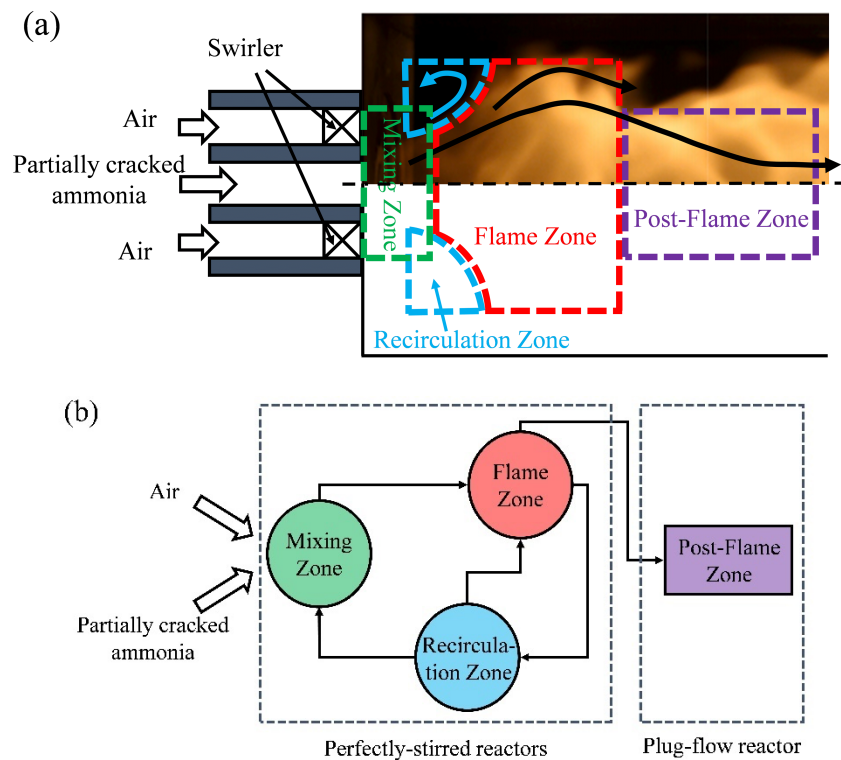 (a)
Swirler
Air
Partially cracked
ammonia
Air
Mixing Zone
Flame Zone
Post-Flame
Zone
Recirculation Zone
(b)
Air
Partially cracked
ammonia
Mixing
Zone
Flame
Zone
Recircula-
tion Zone
Post-Flame
Zone
Perfectly-stirred reactors
Plug-flow reactor